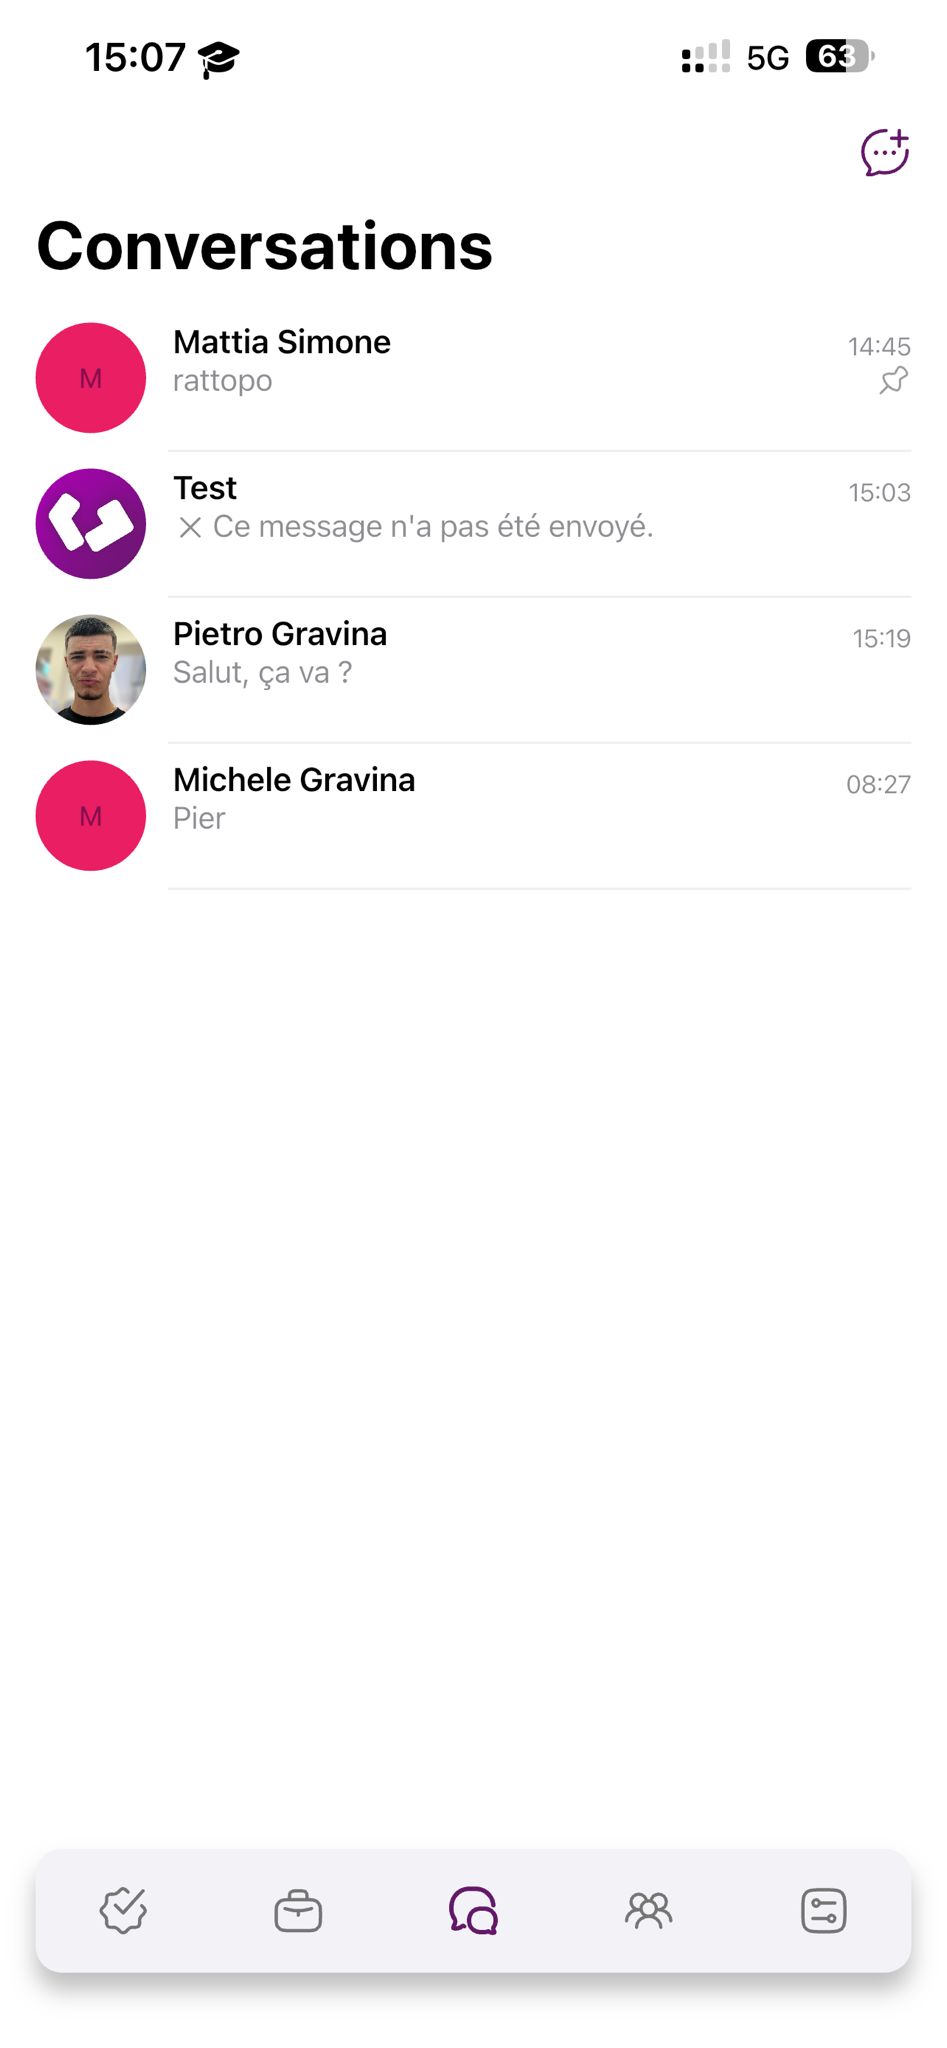 15:07
5G
63
Conversations
M
Mattia Simone
14:45
rattopo
Test
15:03
Ce message n'a pas été envoyé.
Pietro Gravina
15:19
Salut, ça va ?
M
Michele Gravina
08:27
Pier